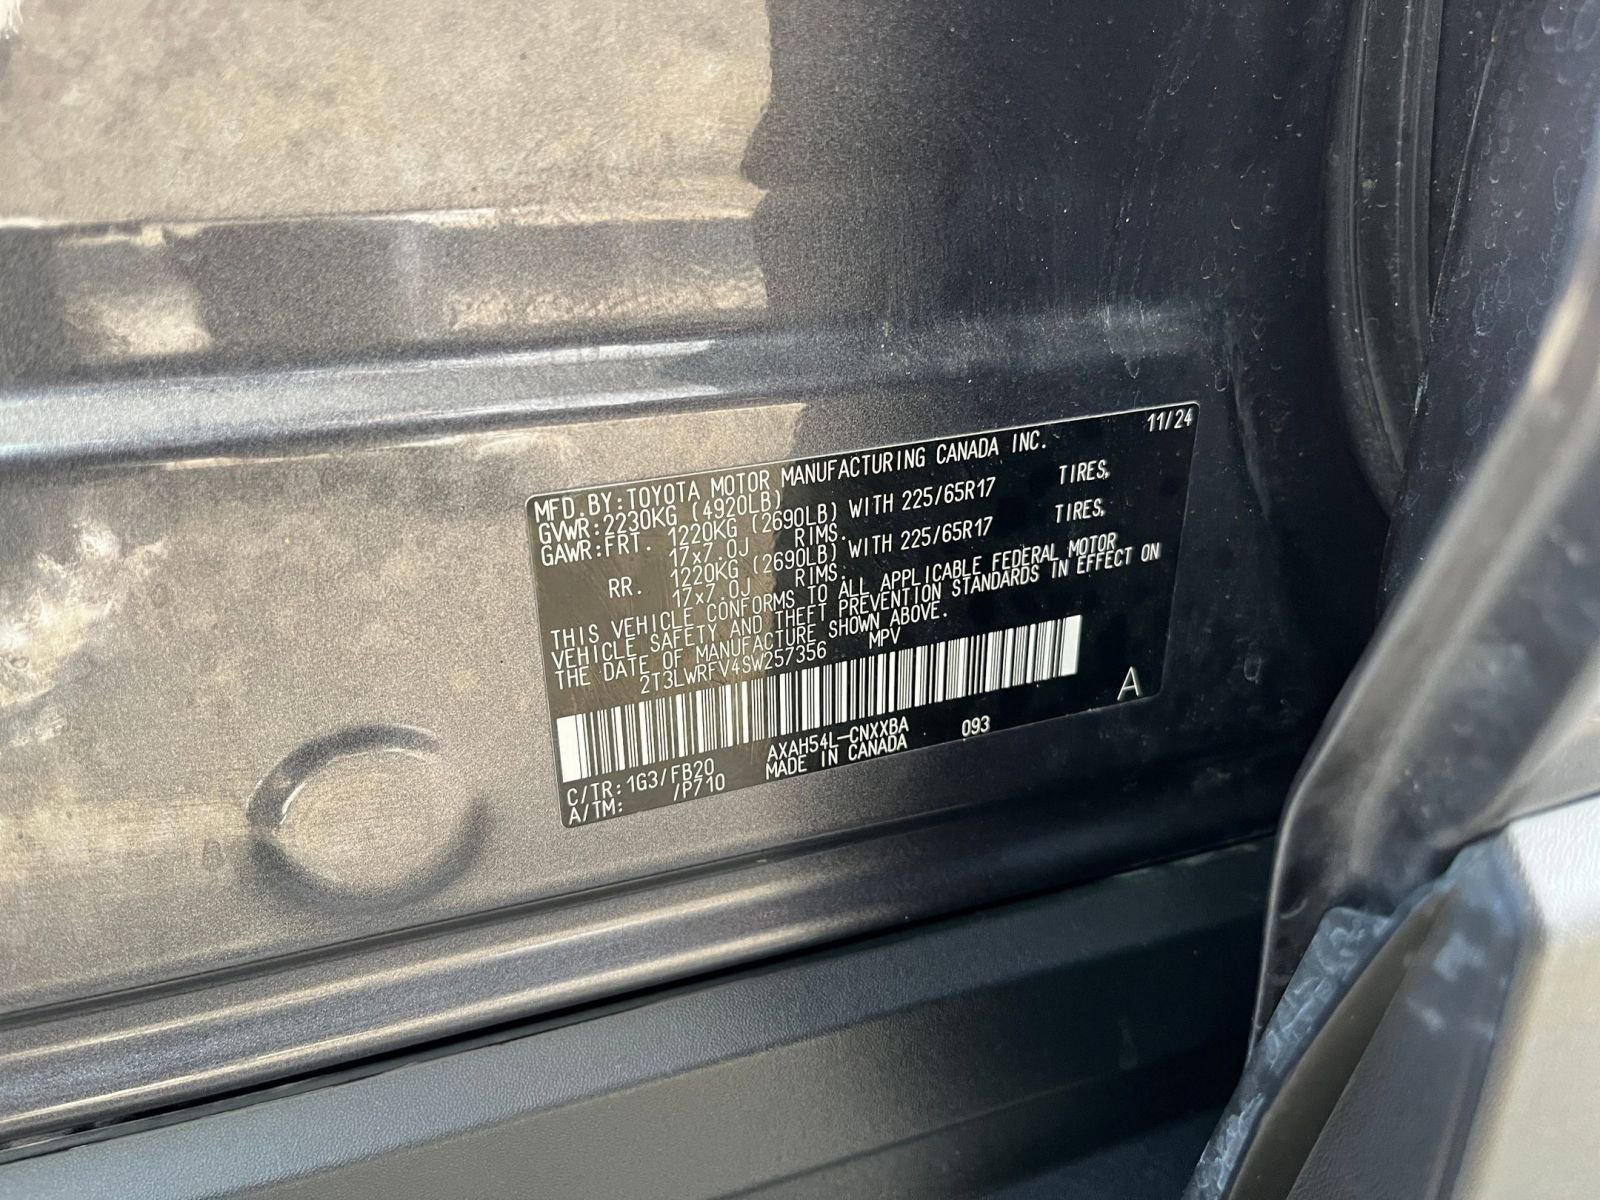 11/24
MFD.BY:TOYOTA MOTOR MANUFACTURING CANADA INC.
GVWR:2230KG (4920LB)
GAWR:FRT. 1220KG (2690LB) WITH 225/65R17 TIRES,
17x7.0J RIMS.
RR. 1220KG (2690LB) WITH 225/65R17 TIRES,
17x7.0J RIMS.
THIS VEHICLE CONFORMS TO ALL APPLICABLE FEDERAL MOTOR
VEHICLE SAFETY AND THEFT PREVENTION STANDARDS IN EFFECT ON
THE DATE OF MANUFACTURE SHOWN ABOVE.
2T3LWRFV4SW257356 MPV
A
AXAH54L-CNXXBA 093
C/TR:1G3/FB20 MADE IN CANADA
A/TM: /P710